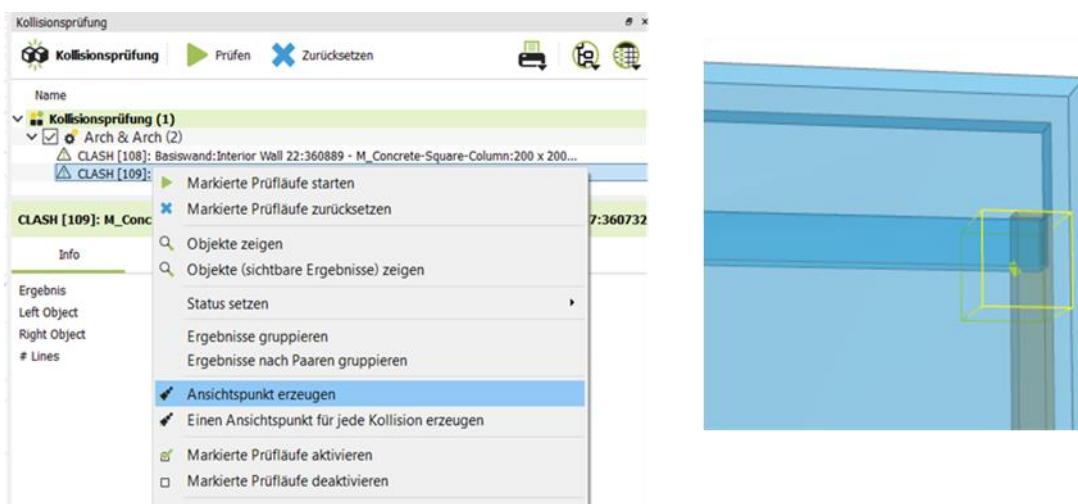 Kollisionsprüfung
Kollisionsprüfung Prüfen Zurücksetzen
Name
Kollisionsprüfung (1)
Arch & Arch (2)
CLASH [108]: Basiswand:Interior Wall 22:360889 - M_Concrete-Square-Column:200 x 200...
CLASH [109]:
Markierte Prüfläufe starten
Markierte Prüfläufe zurücksetzen
CLASH [109]: M_Conc 7:360732
Info
Objekte zeigen
Objekte (sichtbare Ergebnisse) zeigen
Ergebnis
Left Object
Right Object
# Lines
Status setzen
Ergebnisse gruppieren
Ergebnisse nach Paaren gruppieren
Ansichtspunkt erzeugen
Einen Ansichtspunkt für jede Kollision erzeugen
Markierte Prüfläufe aktivieren
Markierte Prüfläufe deaktivieren